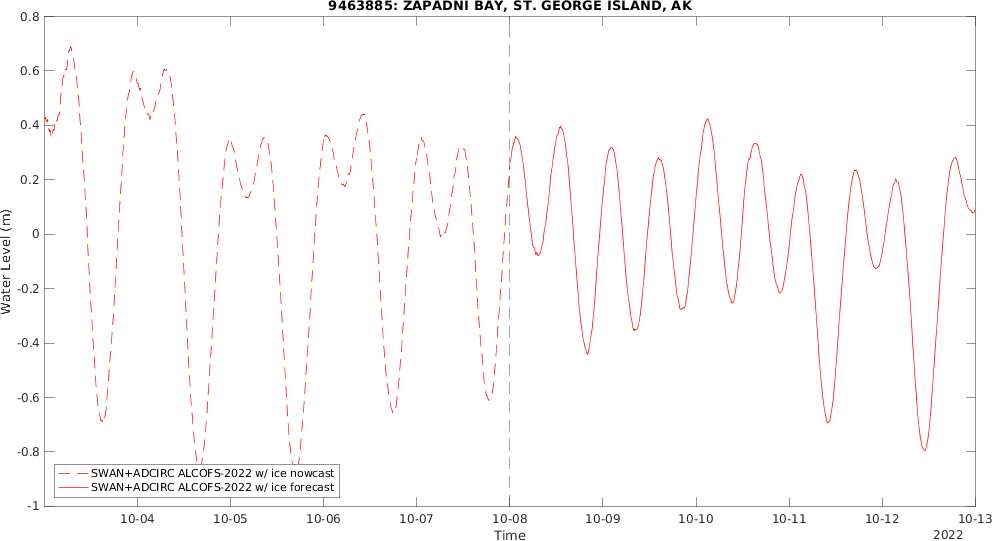 9463885: ZAPADNI BAY, ST. GEORGE ISLAND, AK
0.8
0.6
0.4
0.2
0
-0.2
-0.4
-0.6
-0.8
-1
Water Level (m)
SWAN+ADCIRC ALCOFS-2022 w/ ice nowcast
SWAN+ADCIRC ALCOFS-2022 w/ ice forecast
10-04 10-05 10-06 10-07 10-08 10-09 10-10 10-11 10-12 10-13
Time
2022